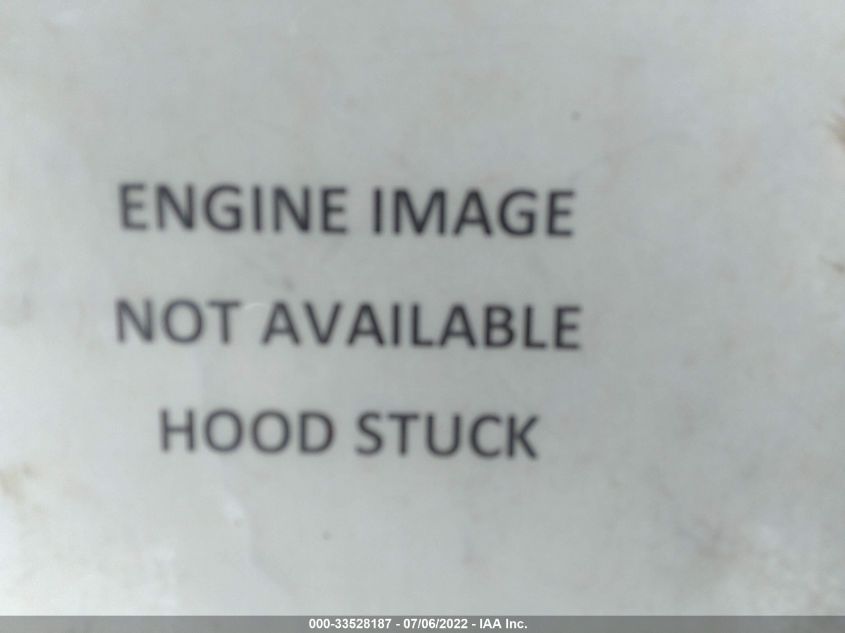 ENGINE IMAGE
NOT AVAILABLE
HOOD STUCK
000-33528187 - 07/06/2022 - IAA Inc.